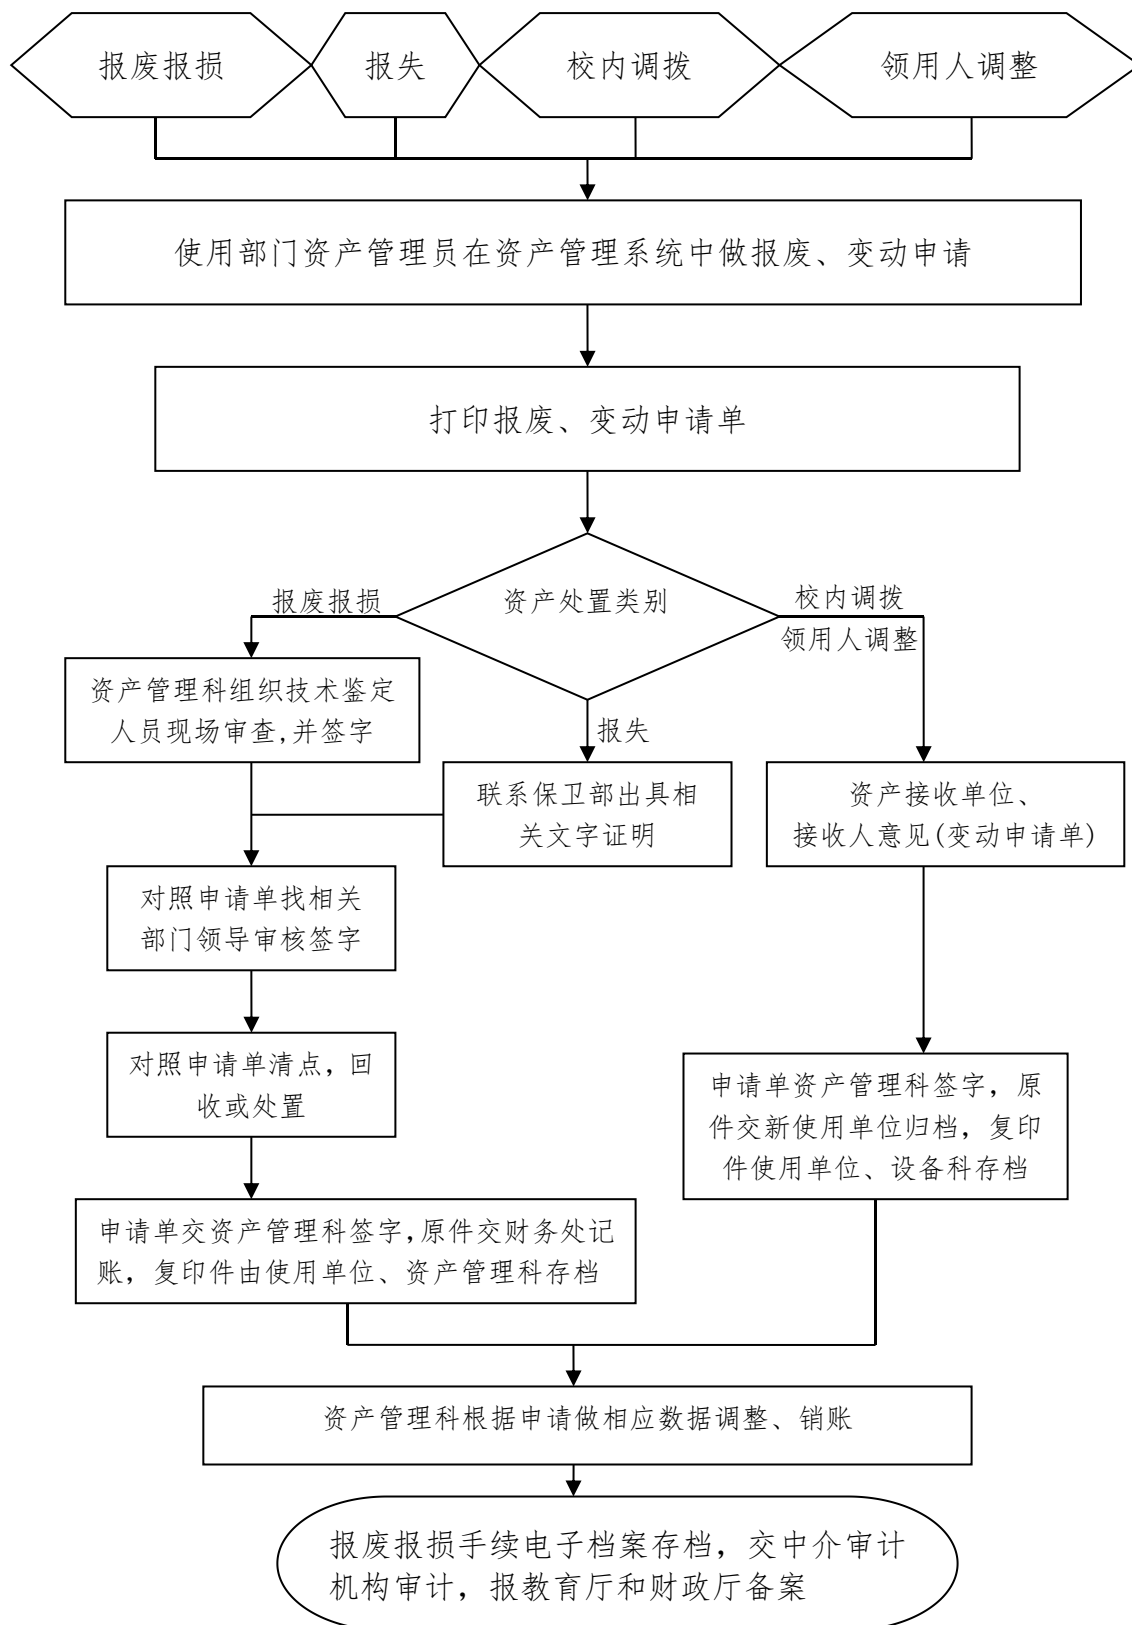 报废报损
报失
校内调拨
领用人调整
使用部门资产管理员在资产管理系统中做报废、变动申请
打印报废、变动申请单
资产处置类别
报废报损
校内调拨
领用人调整
报失
资产管理科组织技术鉴定
人员现场审查,并签字
联系保卫部出具相
关文字证明
资产接收单位、
接收人意见(变动申请单)
对照申请单找相关
部门领导审核签字
对照申请单清点，回
收或处置
申请单资产管理科签字，原
件交新使用单位归档，复印
件使用单位、设备科存档
申请单交资产管理科签字,原件交财务处记
账，复印件由使用单位、资产管理科存档
资产管理科根据申请做相应数据调整、销账
报废报损手续电子档案存档，交中介审计
机构审计，报教育厅和财政厅备案